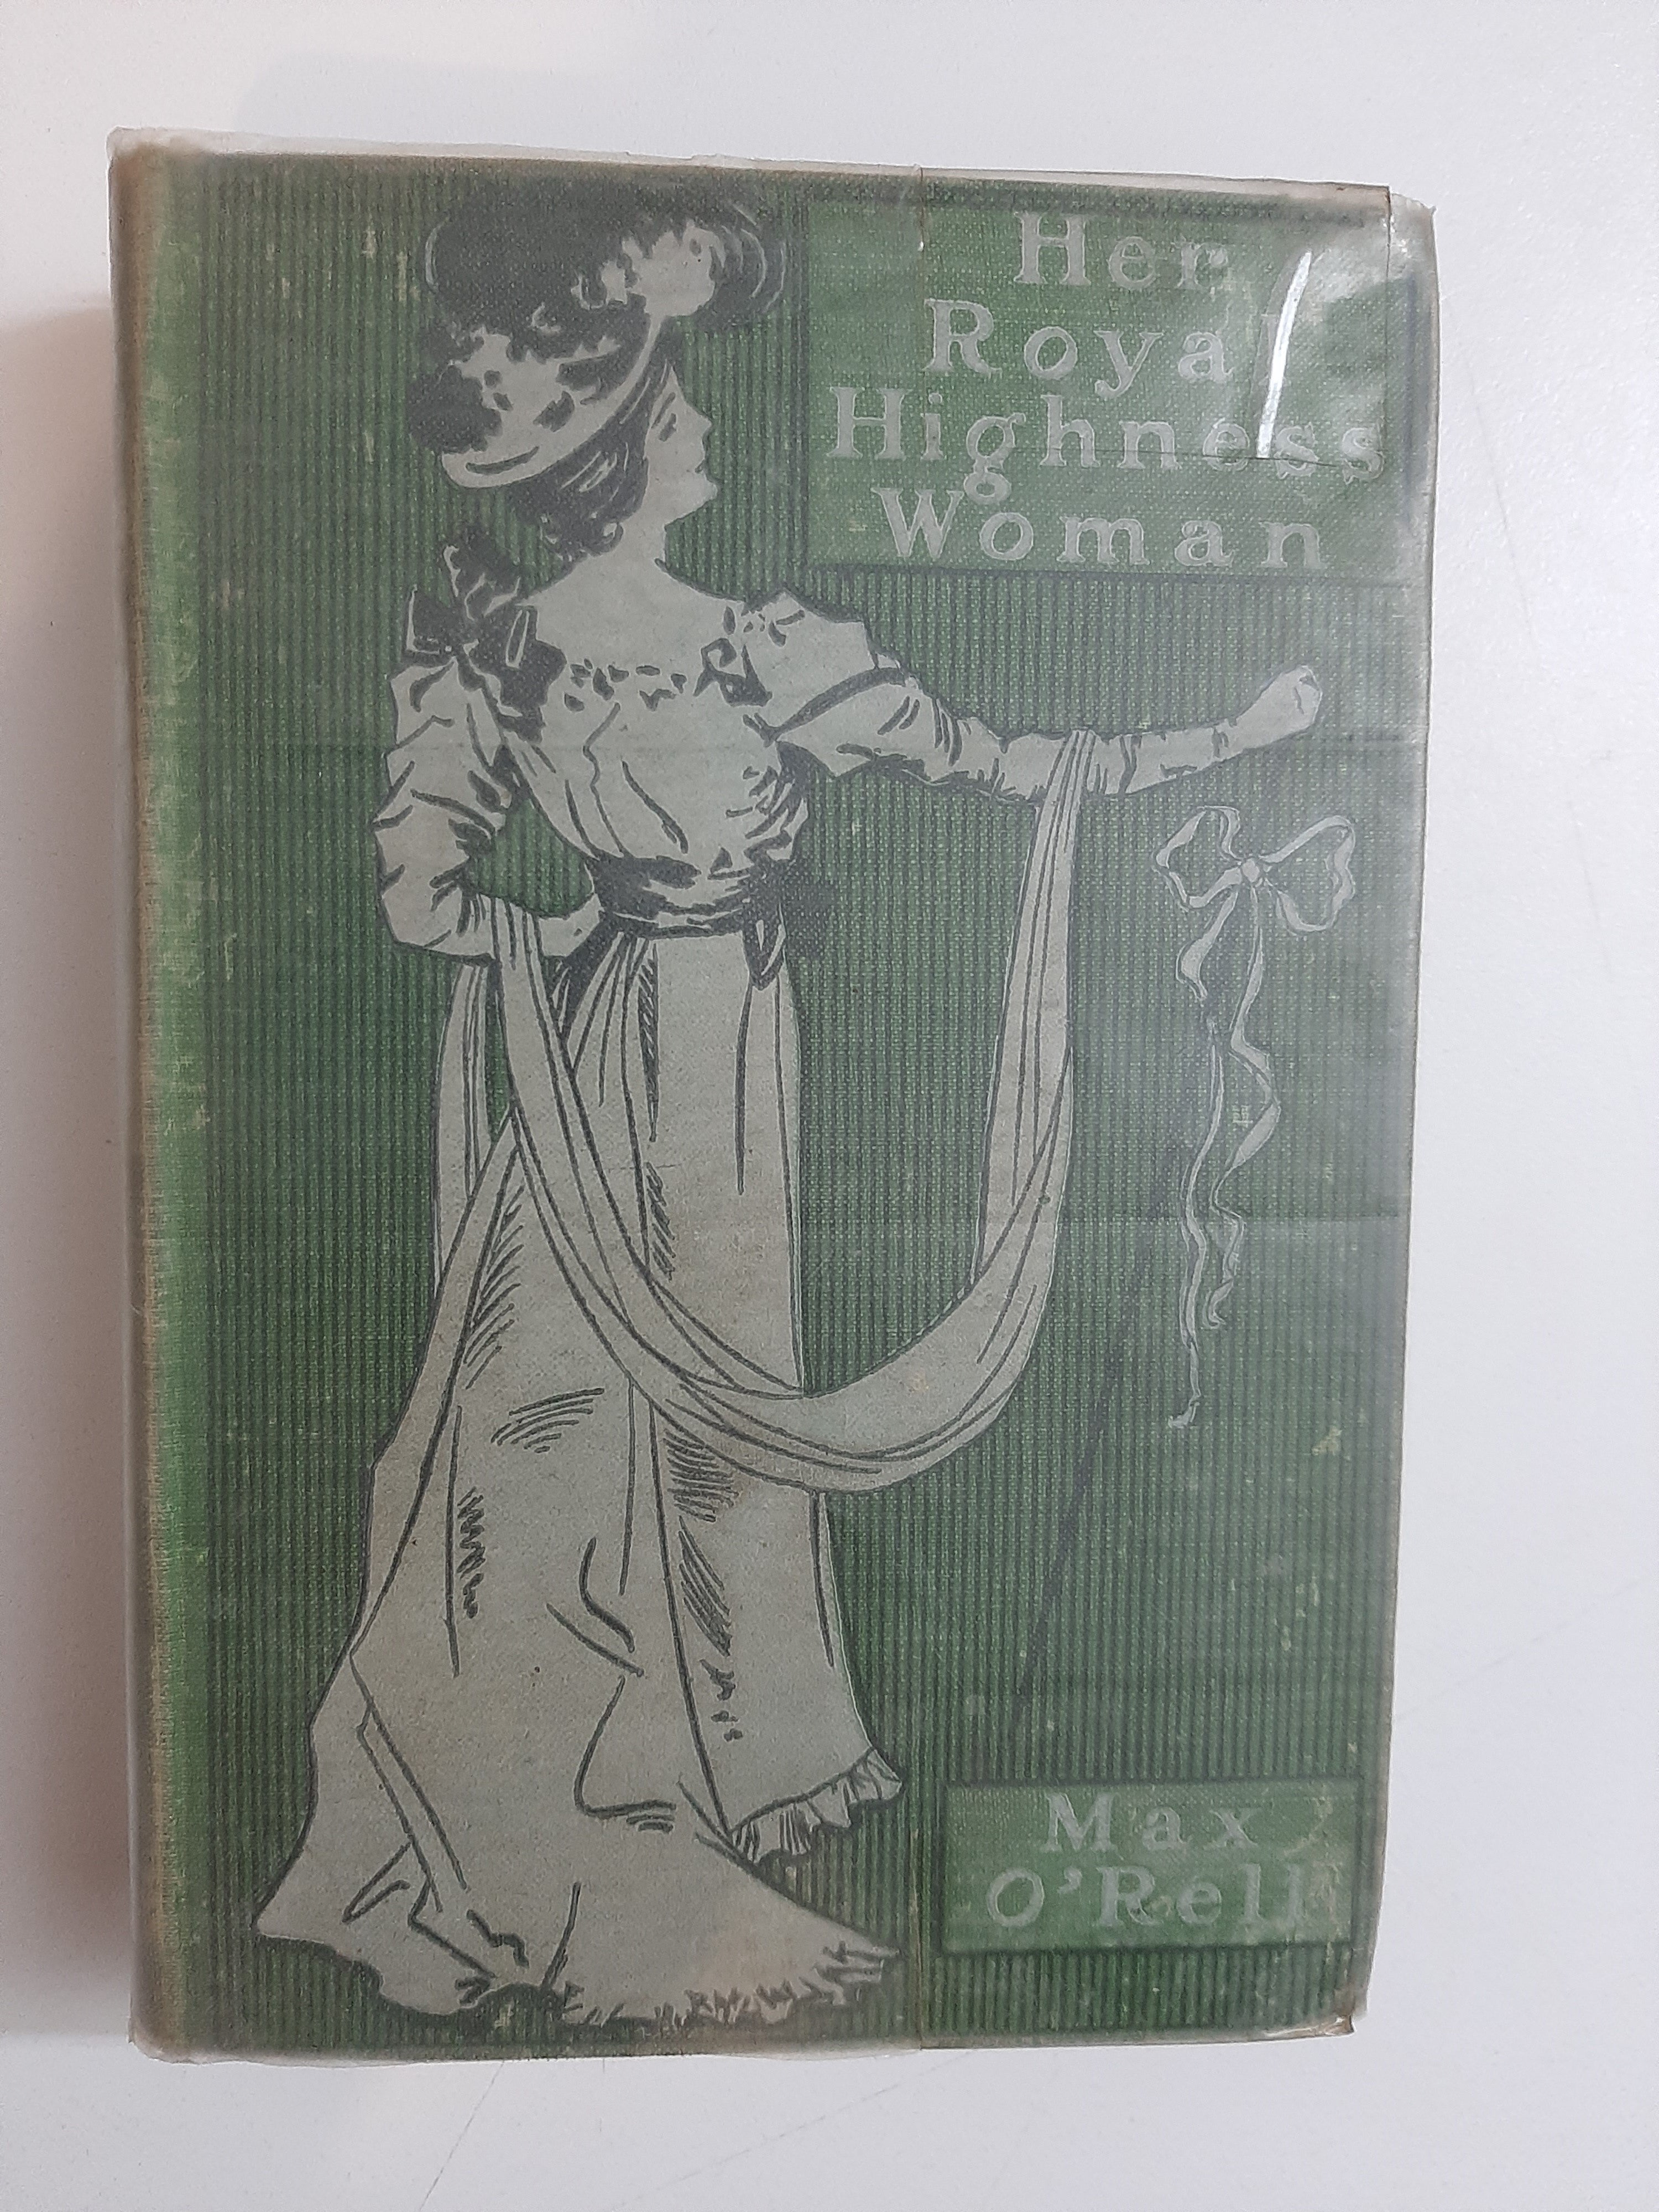 Her
Royal
Highness
Woman
Max
O'Rell